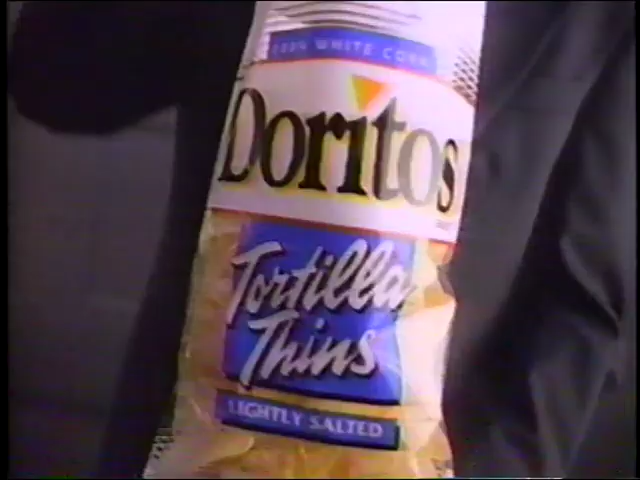 100% WHITE CORN
Doritos
Tortilla
Thins
LIGHTLY SALTED